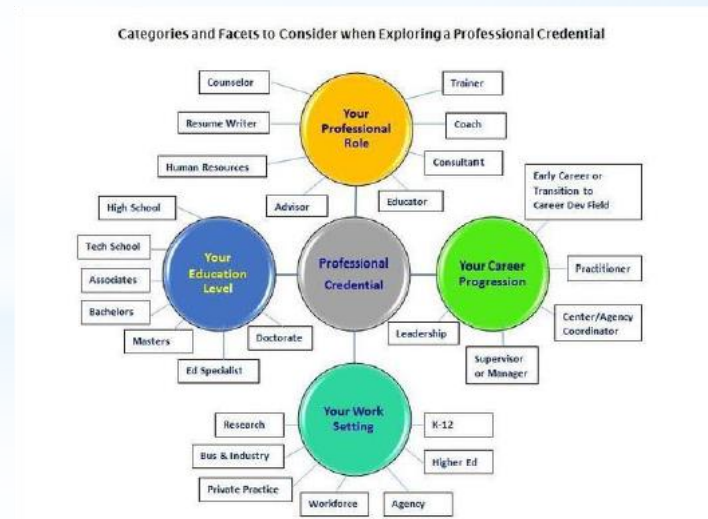 Categories and Facets to Consider when Exploring a Professional Credential
Your
Professional
Role
Counselor
Resume Writer
Human Resources
Advisor
Trainer
Coach
Consultant
Educator
Your
Education
Level
High School
Tech School
Associates
Bachelors
Masters
Ed Specialist
Doctorate
Professional
Credential
Your Career
Progression
Early Career or
Transition to
Career Dev Field
Practitioner
Center/Agency
Coordinator
Supervisor
or Manager
Leadership
Your Work
Setting
Research
Bus & Industry
Private Practice
Workforce
Agency
Higher Ed
K-12